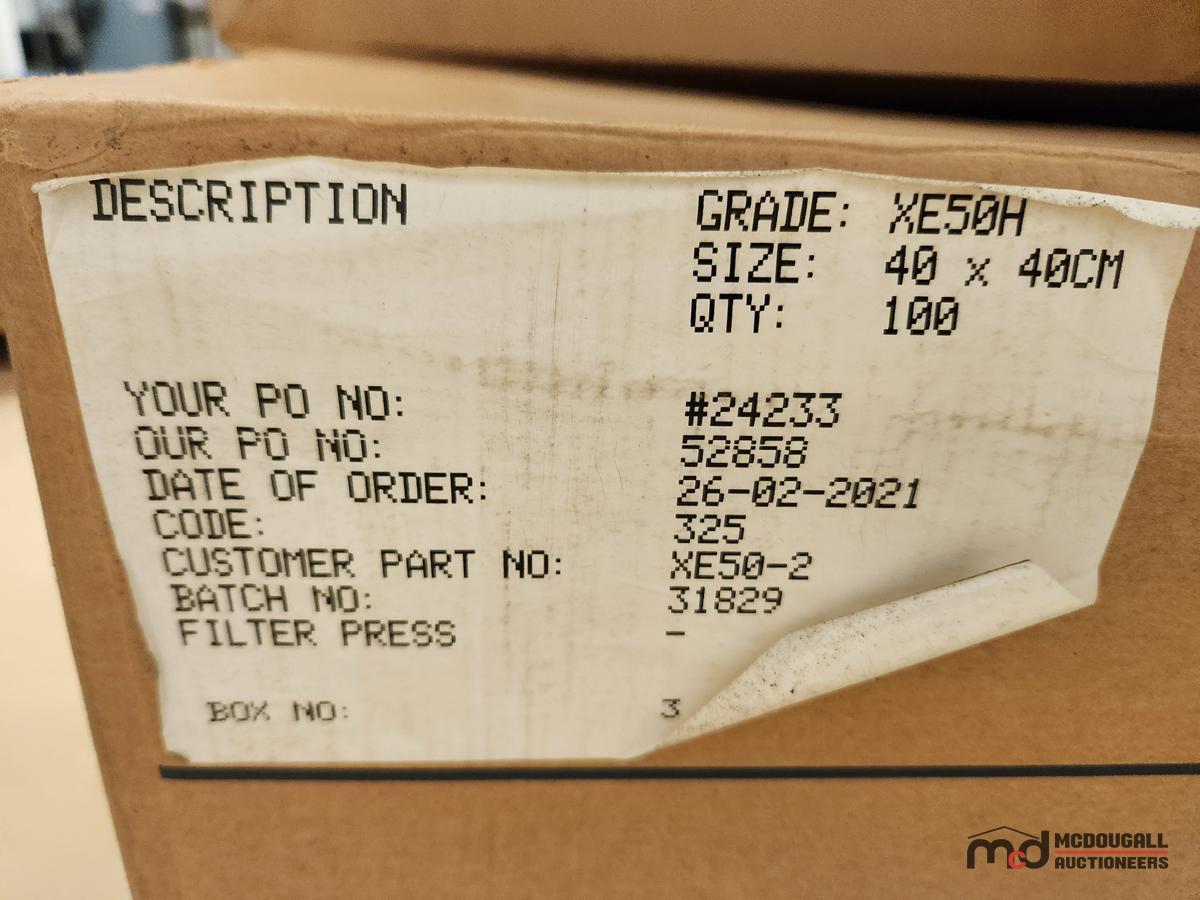 DESCRIPTION
GRADE: XE50H
SIZE: 40 x 40CM
QTY: 100
YOUR PO NO: #24233
OUR PO NO: 52858
DATE OF ORDER: 26-02-2021
CODE: 325
CUSTOMER PART NO: XE50-2
BATCH NO: 31829
FILTER PRESS -
BOX NO: 3
mcd MCDOUGALL
AUCTIONEERS